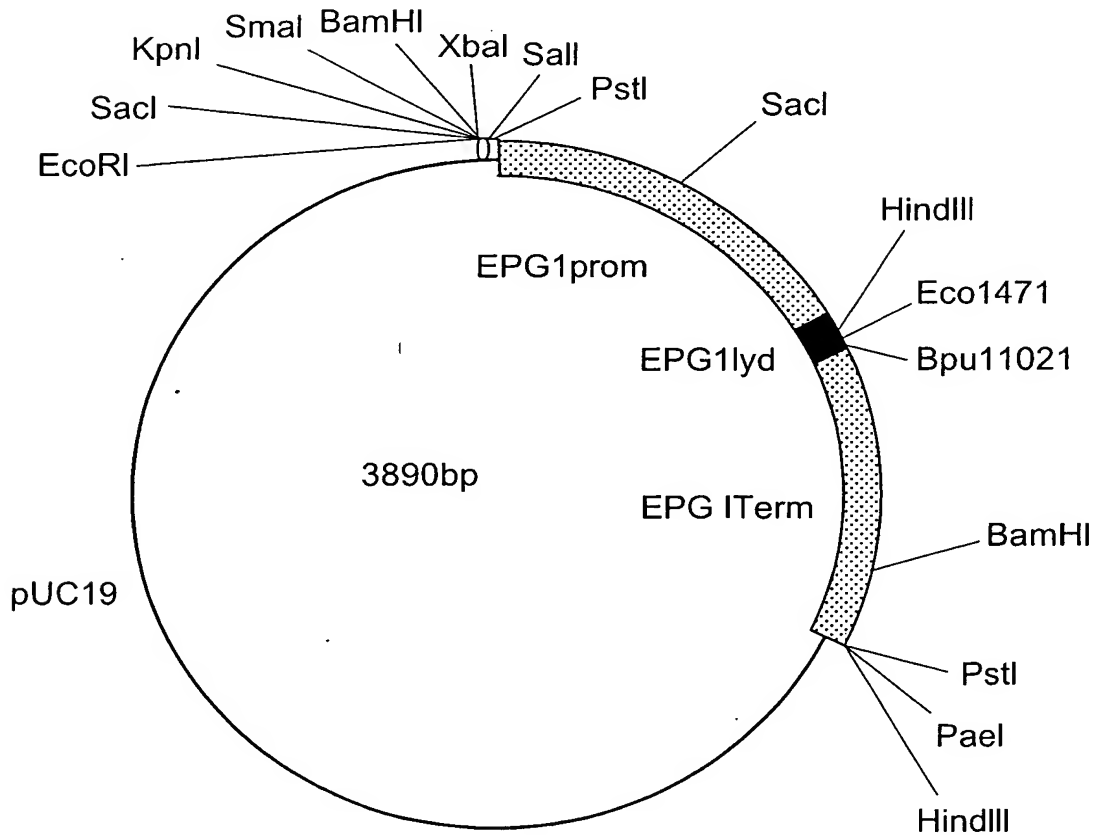 BamHI
SmaI
XbaI
KpnI
SalI
PstI
SacI
SacI
EcoRI
HindIII
EPG1prom
Eco1471
EPG1lyd
Bpu11021
3890bp
EPG ITerm
BamHI
pUC19
PstI
PaeI
HindIII